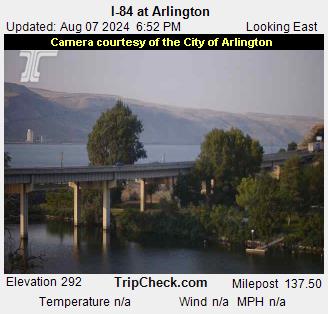 I-84 at Arlington
Updated: Aug 07 2024 6:52 PM Looking East
Camera courtesy of the City of Arlington
Elevation 292 TripCheck.com Milepost 137.50
Temperature n/a Wind n/a MPH n/a